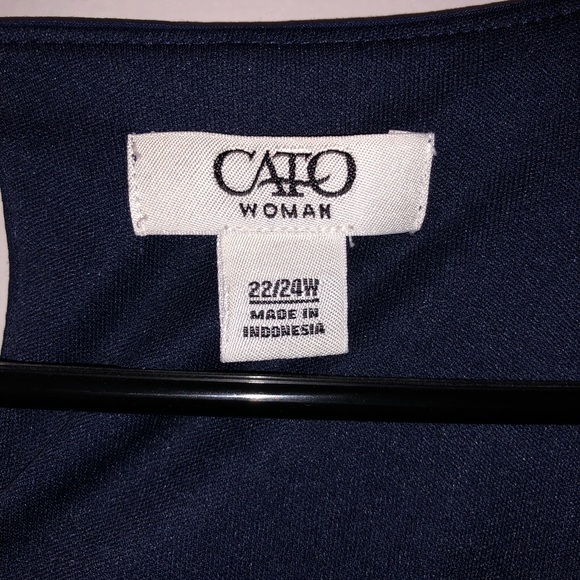 CATO
WOMAN
22/24W
MADE IN
INDONESIA